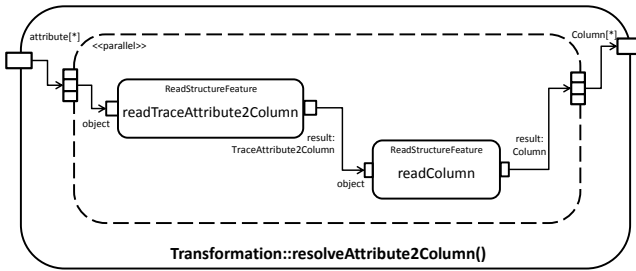 attribute[*]
Column[*]
<<parallel>>
ReadStructureFeature
readTraceAttribute2Column
object
result:
TraceAttribute2Column
ReadStructureFeature
readColumn
object
result:
Column
Transformation::resolveAttribute2Column()